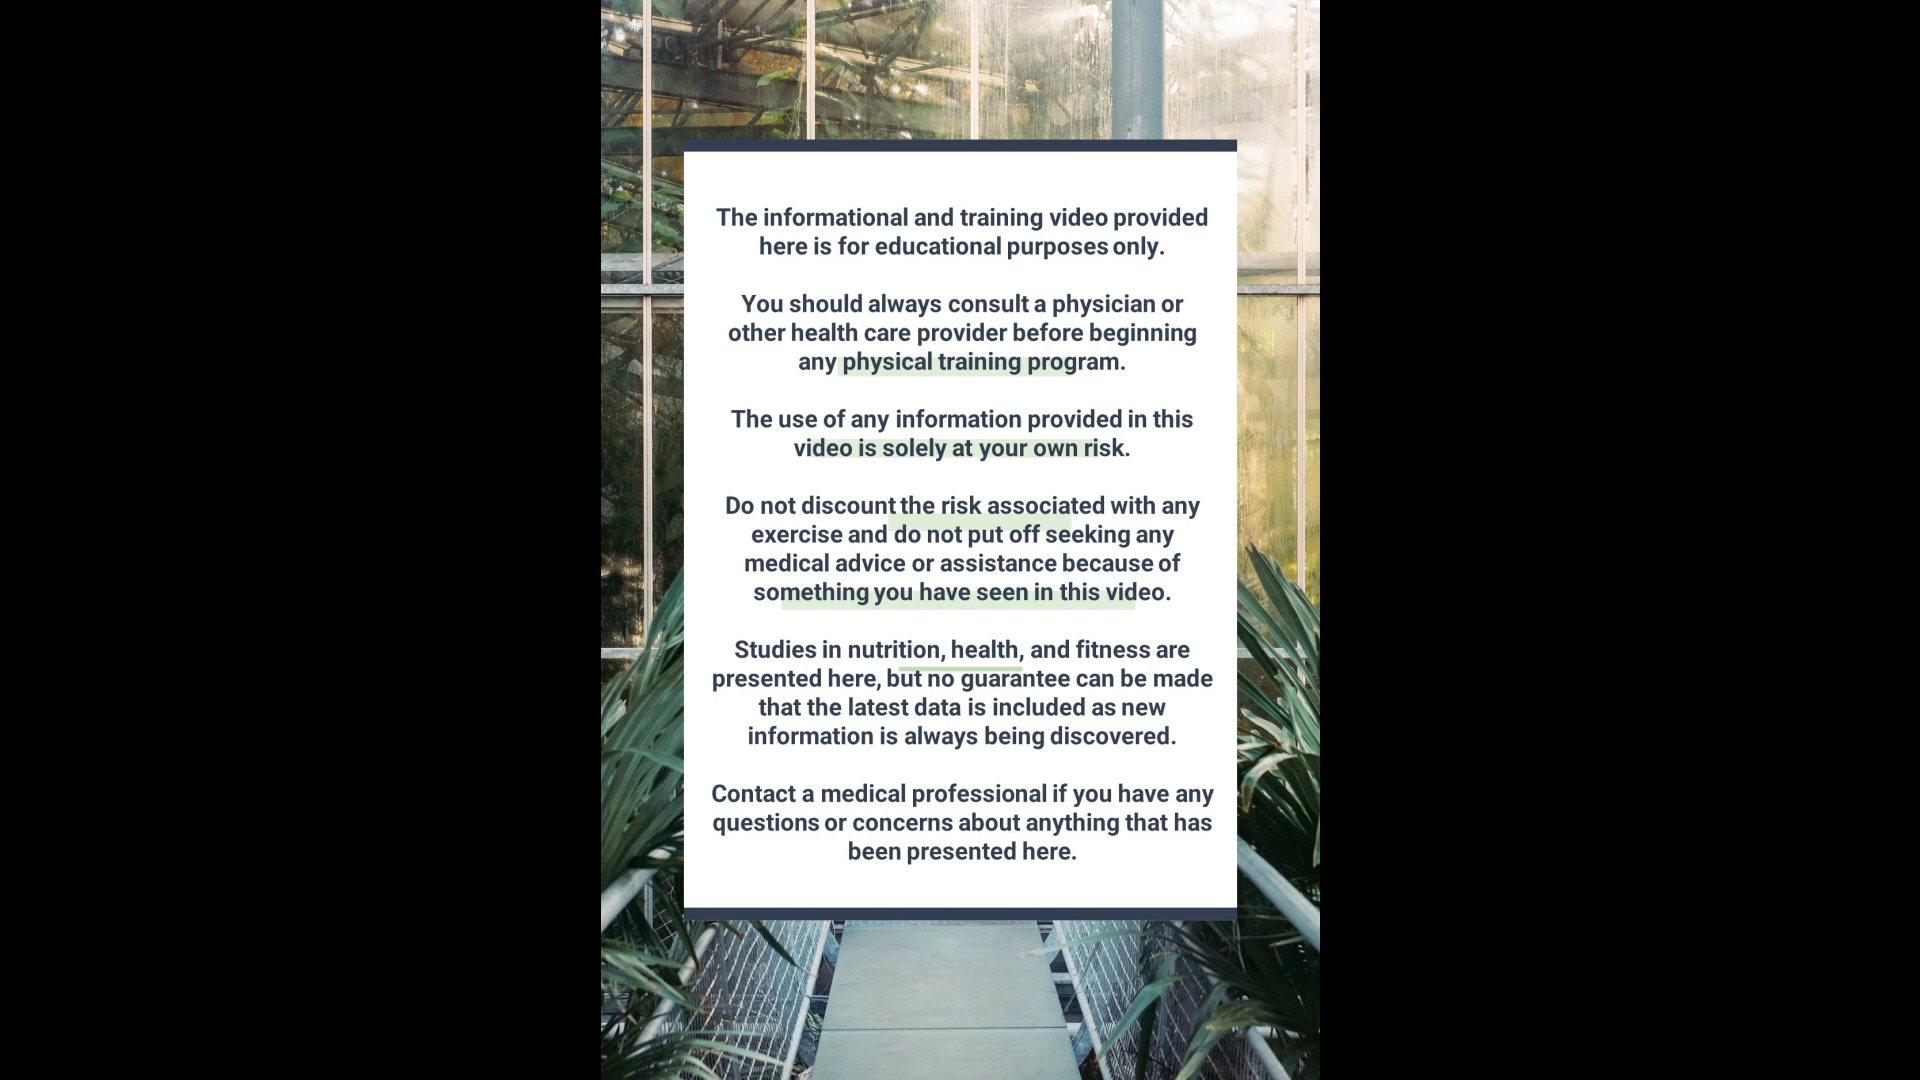 The informational and training video provided
here is for educational purposes only.
You should always consult a physician or
other health care provider before beginning
any physical training program.
The use of any information provided in this
video is solely at your own risk.
Do not discount the risk associated with any
exercise and do not put off seeking any
medical advice or assistance because of
something you have seen in this video.
Studies in nutrition, health, and fitness are
presented here, but no guarantee can be made
that the latest data is included as new
information is always being discovered.
Contact a medical professional if you have any
questions or concerns about anything that has
been presented here.